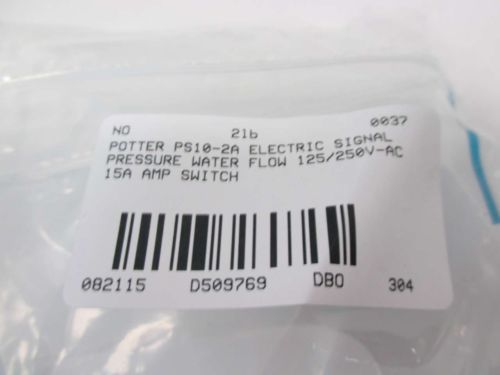 NO 2lb 0037
POTTER PS10-2A ELECTRIC SIGNAL
PRESSURE WATER FLOW 125/250V-AC
15A AMP SWITCH
082115 D509769 DBO 304